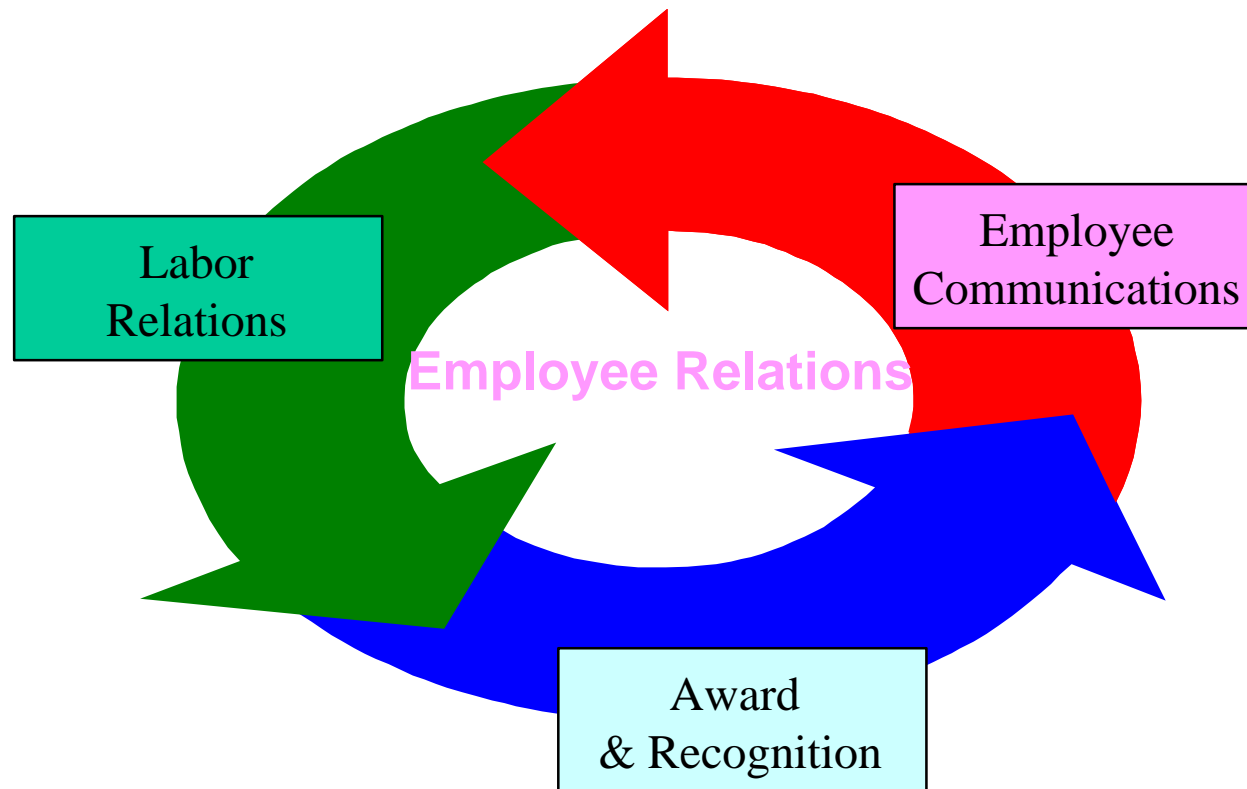 Employee
Communications
Labor
Relations
Employee Relations
Award
& Recognition